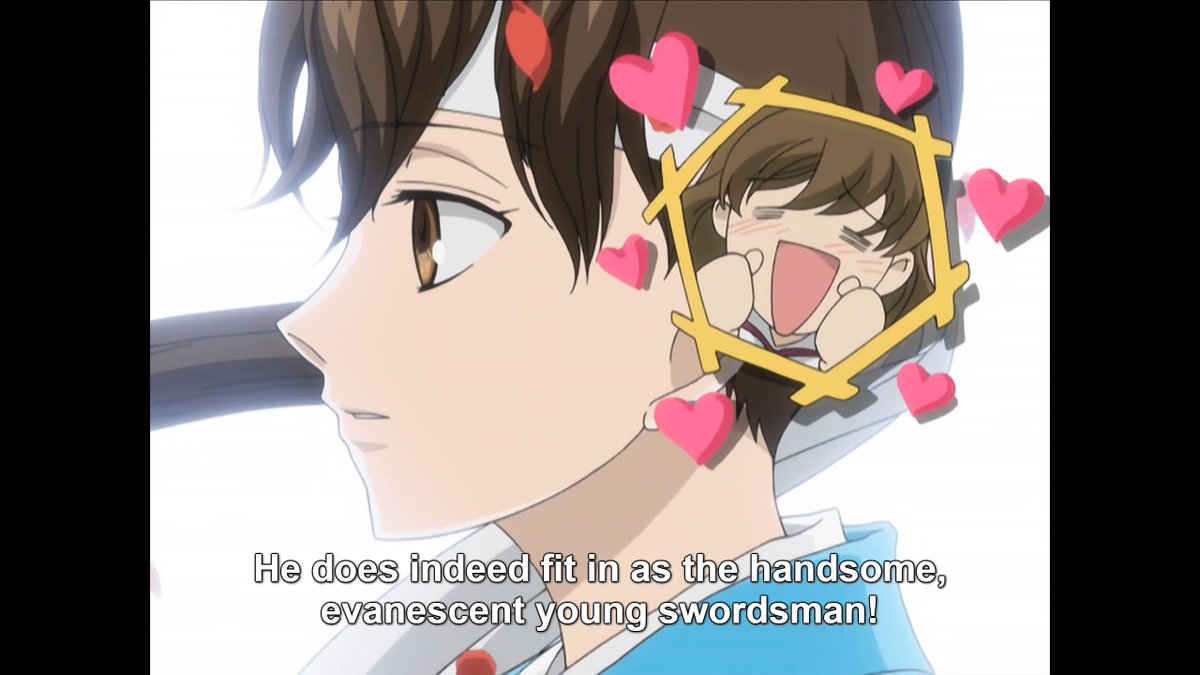 He does indeed fit in as the handsome,
evanescent young swordsman!